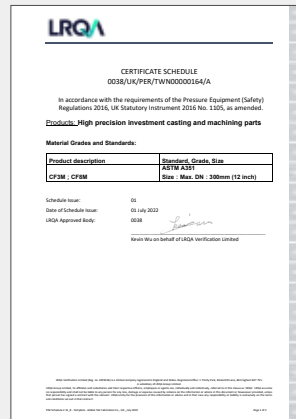 LRQA
CERTIFICATE SCHEDULE
0038/UK/PER/TWN00000164/A
In accordance with the requirements of the Pressure Equipment (Safety)
Regulations 2016, UK Statutory Instrument 2016 No. 1105, as amended.
Products: High precision investment casting and machining parts
Material Grades and Standards:
Product description Standard, Grade, Size
CF3M ; CF8M ASTM A351
Size : Max. DN : 300mm (12 inch)
Schedule Issue: 01
Date of Schedule Issue: 01 July 2022
LRQA Approved Body: 0038
Kevin Wu on behalf of LRQA Verification Limited